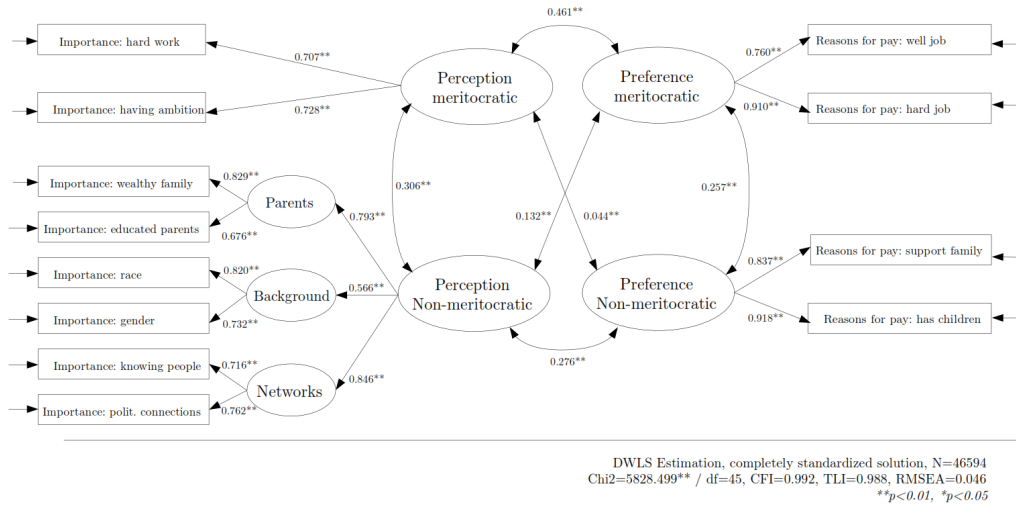 0.461**
Importance: hard work
0.707**
Perception
meritocratic
Preference
meritocratic
0.760**
Reasons for pay: well job
Importance: having ambition
0.728**
0.910**
Reasons for pay: hard job
Importance: wealthy family
0.829**
Parents
0.306**
0.257**
0.793**
0.132**
0.044**
Importance: educated parents
0.676**
Importance: race
0.820**
Background
0.566**
Perception
Non-meritocratic
Preference
Non-meritocratic
0.837**
Reasons for pay: support family
Importance: gender
0.732**
0.918**
Reasons for pay: has children
Importance: knowing people
0.716**
0.276**
0.846**
Networks
Importance: polit. connections
0.762**
DWLS Estimation, completely standardized solution, N=46594
Chi2=5828.499** / df=45, CFI=0.992, TLI=0.988, RMSEA=0.046
**p<0.01, *p<0.05